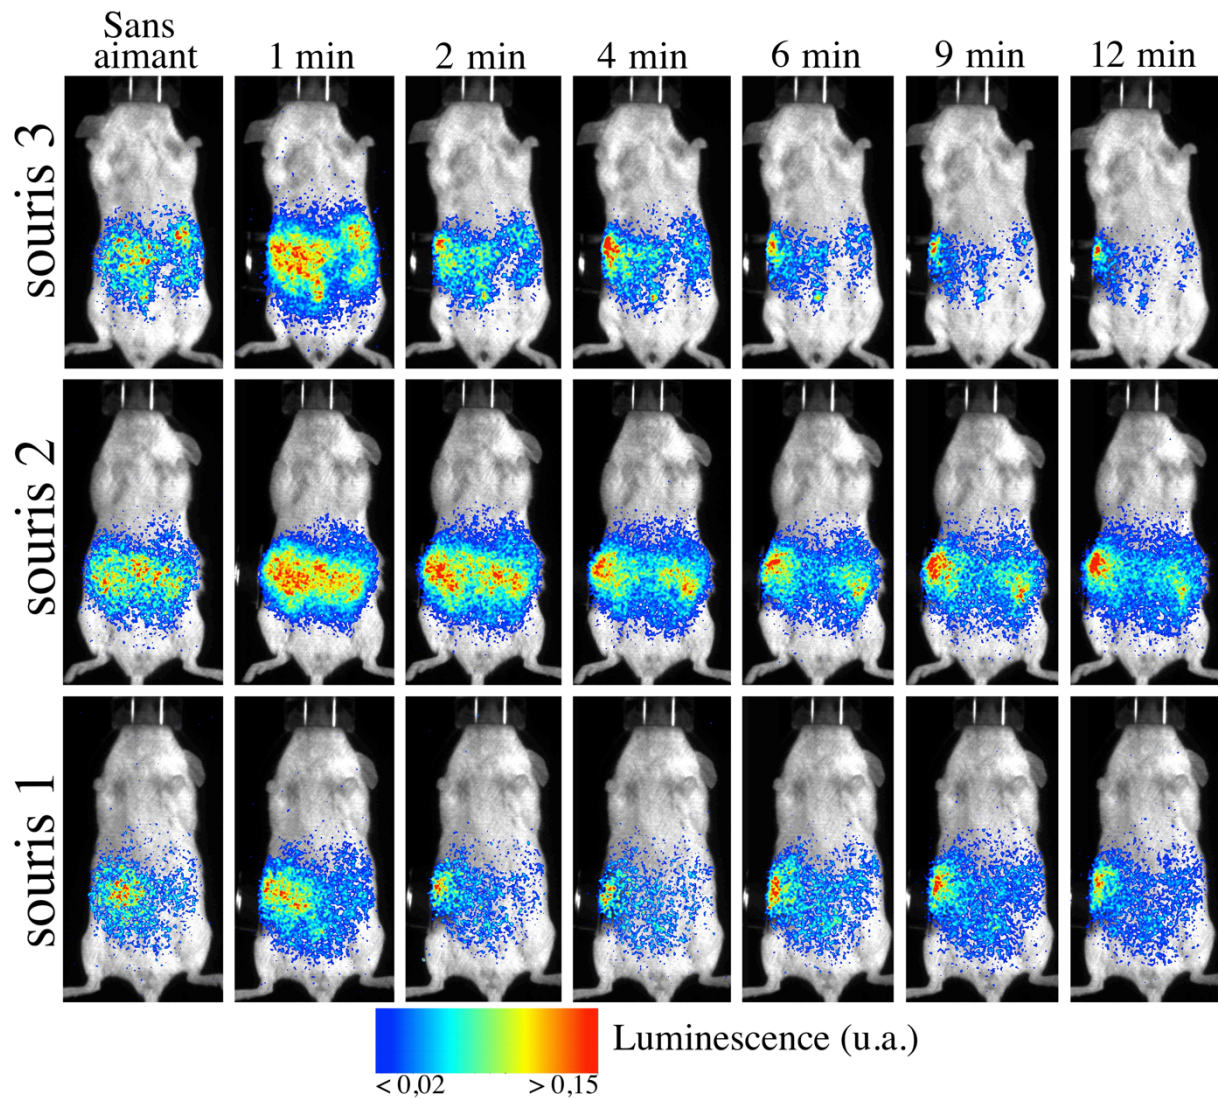 Sans
aimant
1 min
2 min
4 min
6 min
9 min
12 min
souris 3
souris 2
souris 1
Luminescence (u.a.)
< 0,02
> 0,15